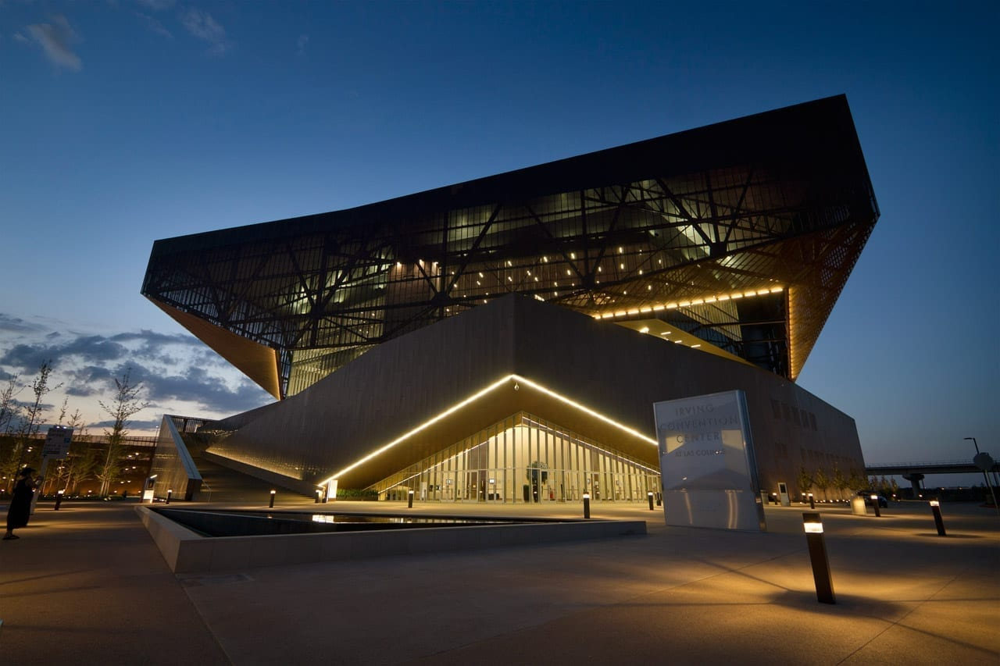 IRVING
CONVENTION
CENTER
AT LAS COLINAS